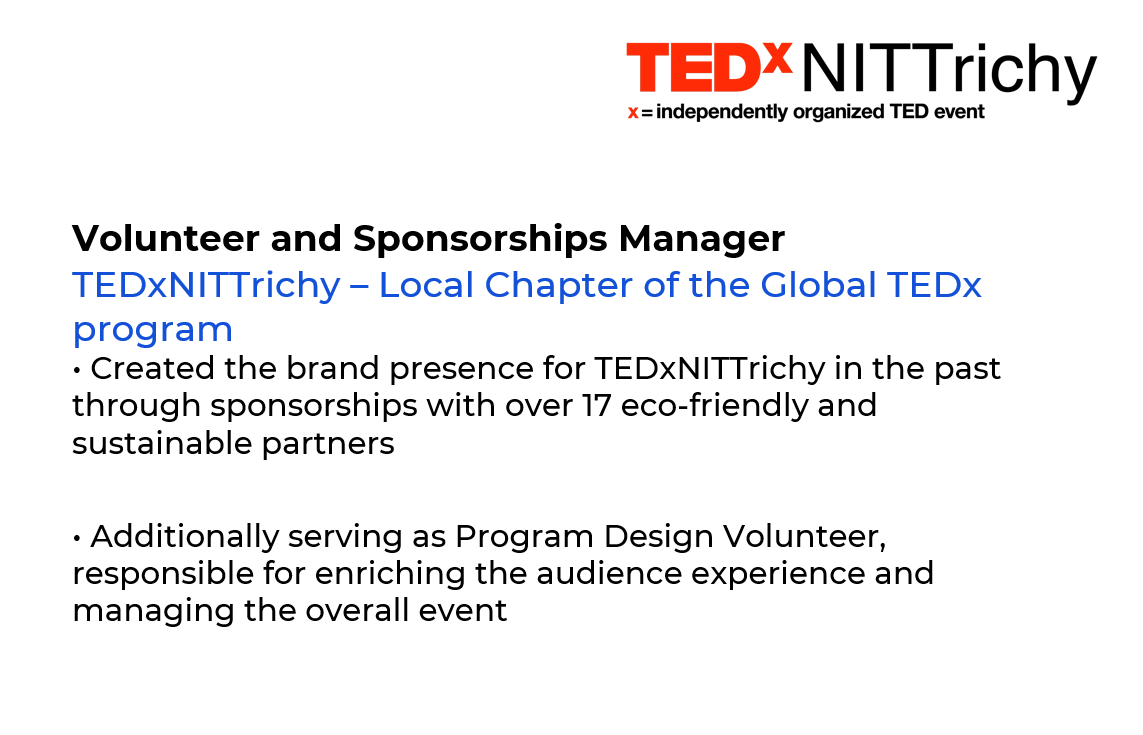 TEDxNITTrichy
x = independently organized TED event
Volunteer and Sponsorships Manager
TEDxNITTrichy – Local Chapter of the Global TEDx
program
• Created the brand presence for TEDxNITTrichy in the past
through sponsorships with over 17 eco-friendly and
sustainable partners
• Additionally serving as Program Design Volunteer,
responsible for enriching the audience experience and
managing the overall event